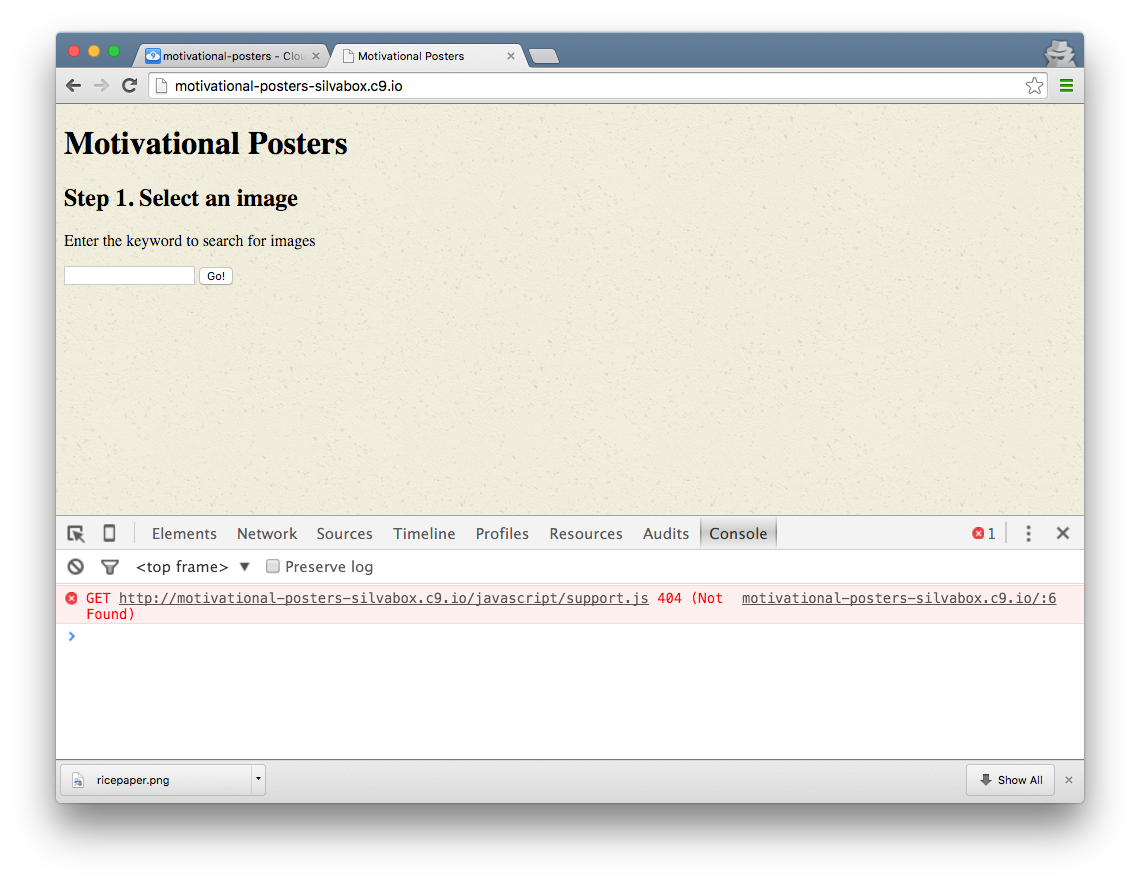 motivational-posters - Clou
Motivational Posters
motivational-posters-silvabox.c9.io
Motivational Posters
Step 1. Select an image
Enter the keyword to search for images
Go!
Elements Network Sources Timeline Profiles Resources Audits Console 1
<top frame> ▼ Preserve log
GET http://motivational-posters-silvabox.c9.io/javascript/support.js 404 (Not motivational-posters-silvabox.c9.io/:6
Found)
ricepaper.png
Show All